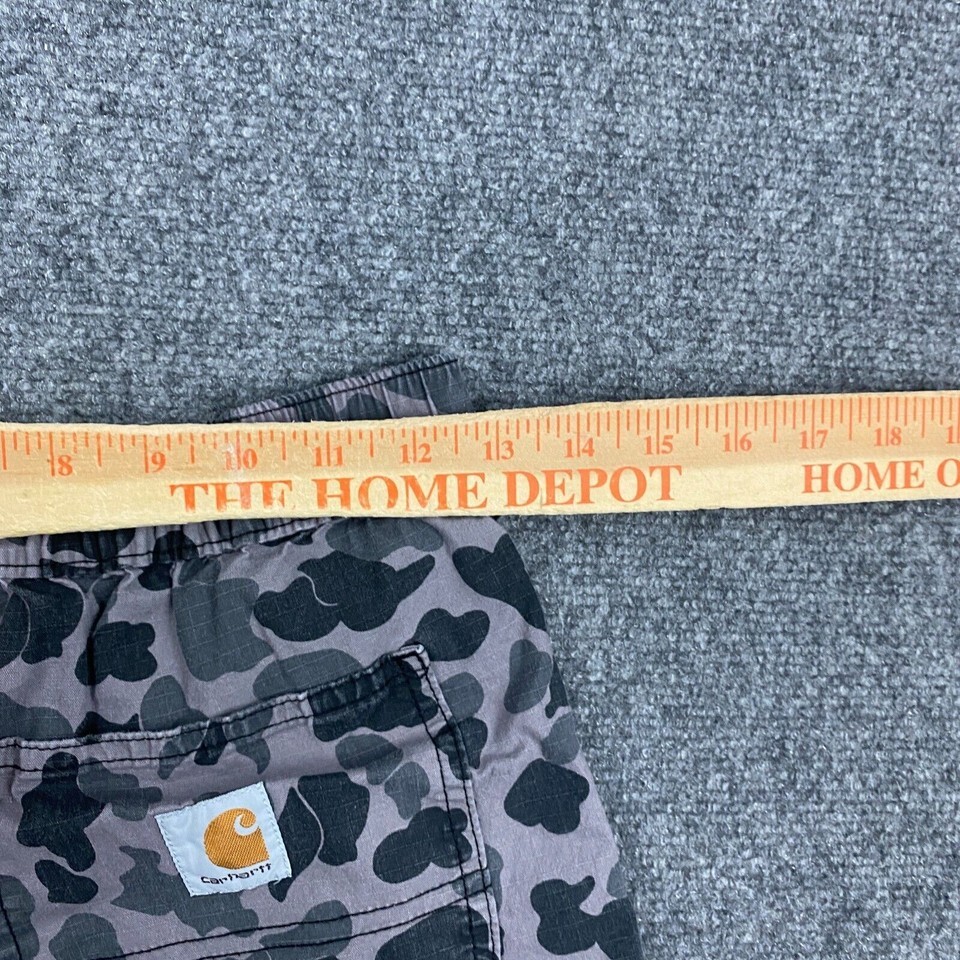 8 9 10 11 12 13 14 15 16 17 18
THE HOME DEPOT HOME O
carhartt